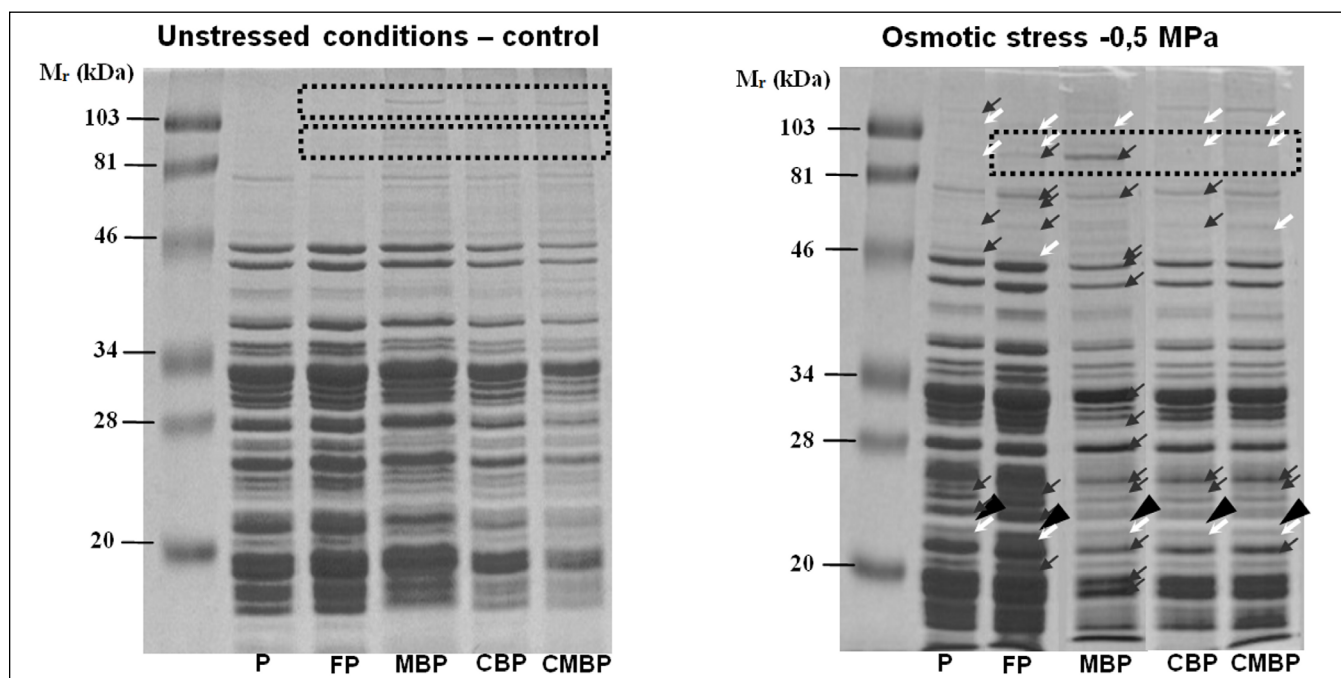 Unstressed conditions – control
Mr (kDa)
103
81
46
34
28
20
P FP MBP CBP CMBP
Osmotic stress -0,5 MPa
Mr (kDa)
103
81
46
34
28
20
P FP MBP CBP CMBP